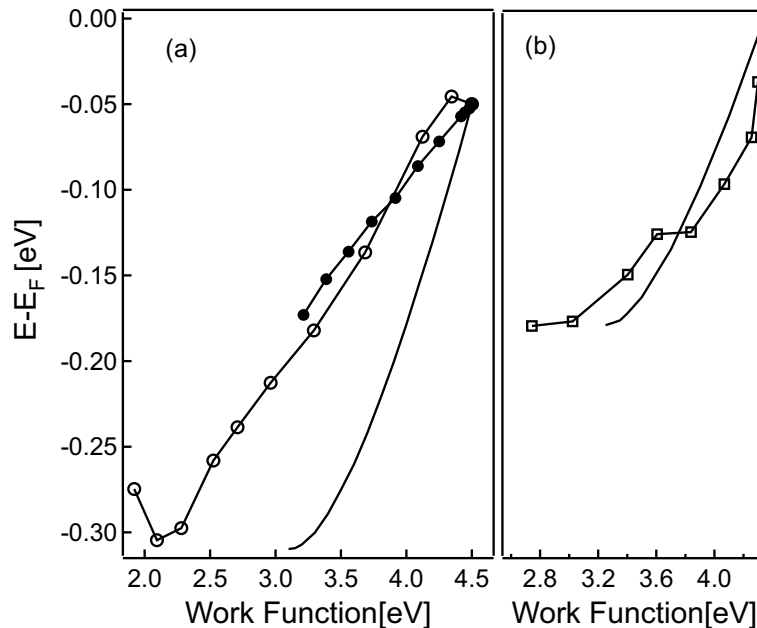 0.00
-0.05
-0.10
-0.15
-0.20
-0.25
-0.30
E-E_F [eV]
(a)
(b)
2.0 2.5 3.0 3.5 4.0 4.5
2.8 3.2 3.6 4.0
Work Function[eV]
Work Function[eV]